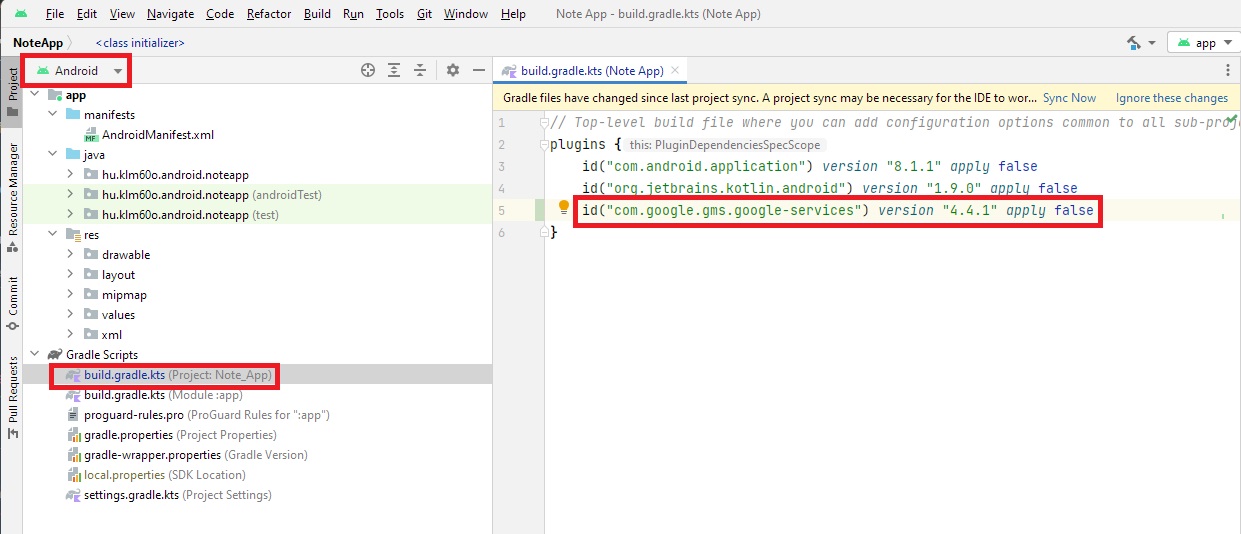 File Edit View Navigate Code Refactor Build Run Tools Git Window Help Note App - build.gradle.kts (Note App)
NoteApp <class initializer> app
Android build.gradle.kts (Note App)
Project
Resource Manager
Commit
Pull Requests
app
manifests
AndroidManifest.xml
java
hu.klm60o.android.noteapp
hu.klm60o.android.noteapp (androidTest)
hu.klm60o.android.noteapp (test)
res
drawable
layout
mipmap
values
xml
Gradle Scripts
build.gradle.kts (Project: Note_App)
build.gradle.kts (Module :app)
proguard-rules.pro (ProGuard Rules for ":app")
gradle.properties (Project Properties)
gradle-wrapper.properties (Gradle Version)
local.properties (SDK Location)
settings.gradle.kts (Project Settings)
Gradle files have changed since last project sync. A project sync may be necessary for the IDE to wor... Sync Now Ignore these changes
1 // Top-level build file where you can add configuration options common to all sub-proj
2 plugins { this: PluginDependenciesSpecScope
3 id("com.android.application") version "8.1.1" apply false
4 id("org.jetbrains.kotlin.android") version "1.9.0" apply false
5 id("com.google.gms.google-services") version "4.4.1" apply false
6 }